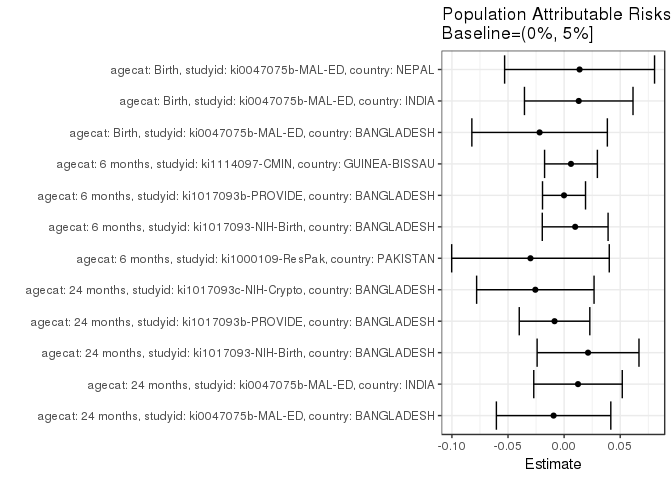 Population Attributable Risks
Baseline=(0%, 5%]
agecat: Birth, studyid: ki0047075b-MAL-ED, country: NEPAL
agecat: Birth, studyid: ki0047075b-MAL-ED, country: INDIA
agecat: Birth, studyid: ki0047075b-MAL-ED, country: BANGLADESH
agecat: 6 months, studyid: ki1114097-CMIN, country: GUINEA-BISSAU
agecat: 6 months, studyid: ki1017093b-PROVIDE, country: BANGLADESH
agecat: 6 months, studyid: ki1017093-NIH-Birth, country: BANGLADESH
agecat: 6 months, studyid: ki1000109-ResPak, country: PAKISTAN
agecat: 24 months, studyid: ki1017093c-NIH-Crypto, country: BANGLADESH
agecat: 24 months, studyid: ki1017093b-PROVIDE, country: BANGLADESH
agecat: 24 months, studyid: ki1017093-NIH-Birth, country: BANGLADESH
agecat: 24 months, studyid: ki0047075b-MAL-ED, country: INDIA
agecat: 24 months, studyid: ki0047075b-MAL-ED, country: BANGLADESH
-0.10 -0.05 0.00 0.05
Estimate